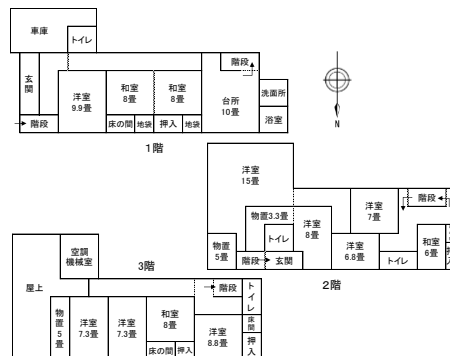 車庫
トイレ
玄関
階段
洋室
9.9畳
和室
8畳
和室
8畳
床の間
地袋
押入
地袋
階段
台所
10畳
洗面所
浴室
1階
N
洋室
15畳
物置3.3畳
トイレ
物置
5畳
階段
玄関
洋室
8畳
洋室
7畳
洋室
6.8畳
トイレ
階段
和室
6畳
押
2階
屋上
空調
機械室
3階
物置
5畳
洋室
7.3畳
洋室
7.3畳
和室
8畳
床の間
押入
階段
洋室
8.8畳
トイレ
床間
押入